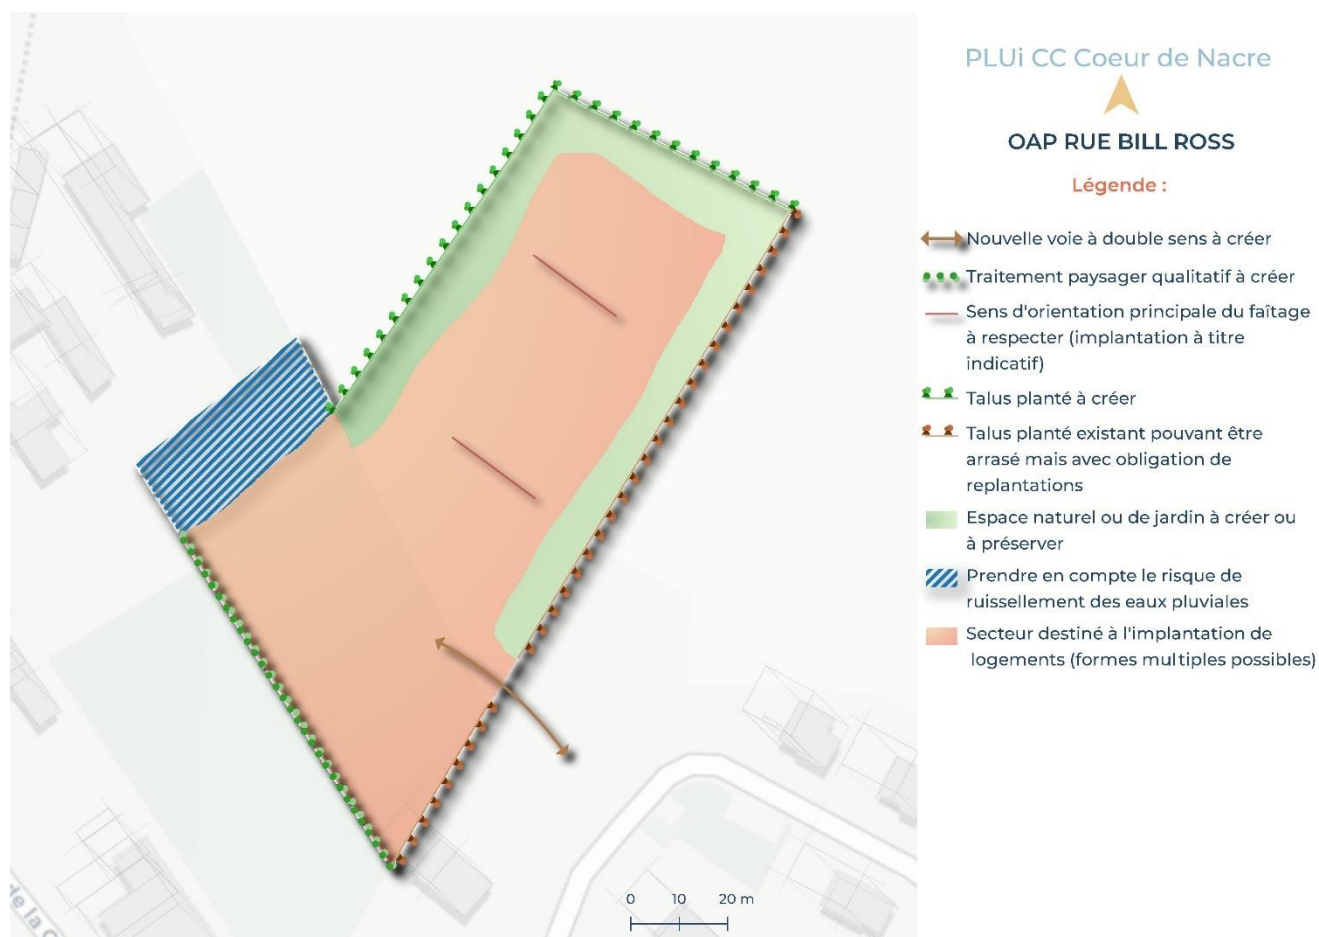 PLUi CC Coeur de Nacre
OAP RUE BILL ROSS
Légende :
Nouvelle voie à double sens à créer
Traitement paysager qualitatif à créer
Sens d'orientation principale du faîtage
à respecter (implantation à titre
indicatif)
Talus planté à créer
Talus planté existant pouvant être
arrasé mais avec obligation de
replantations
Espace naturel ou de jardin à créer ou
à préserver
Prendre en compte le risque de
ruissellement des eaux pluviales
Secteur destiné à l'implantation de
logements (formes multiples possibles)
0 10 20 m
de la